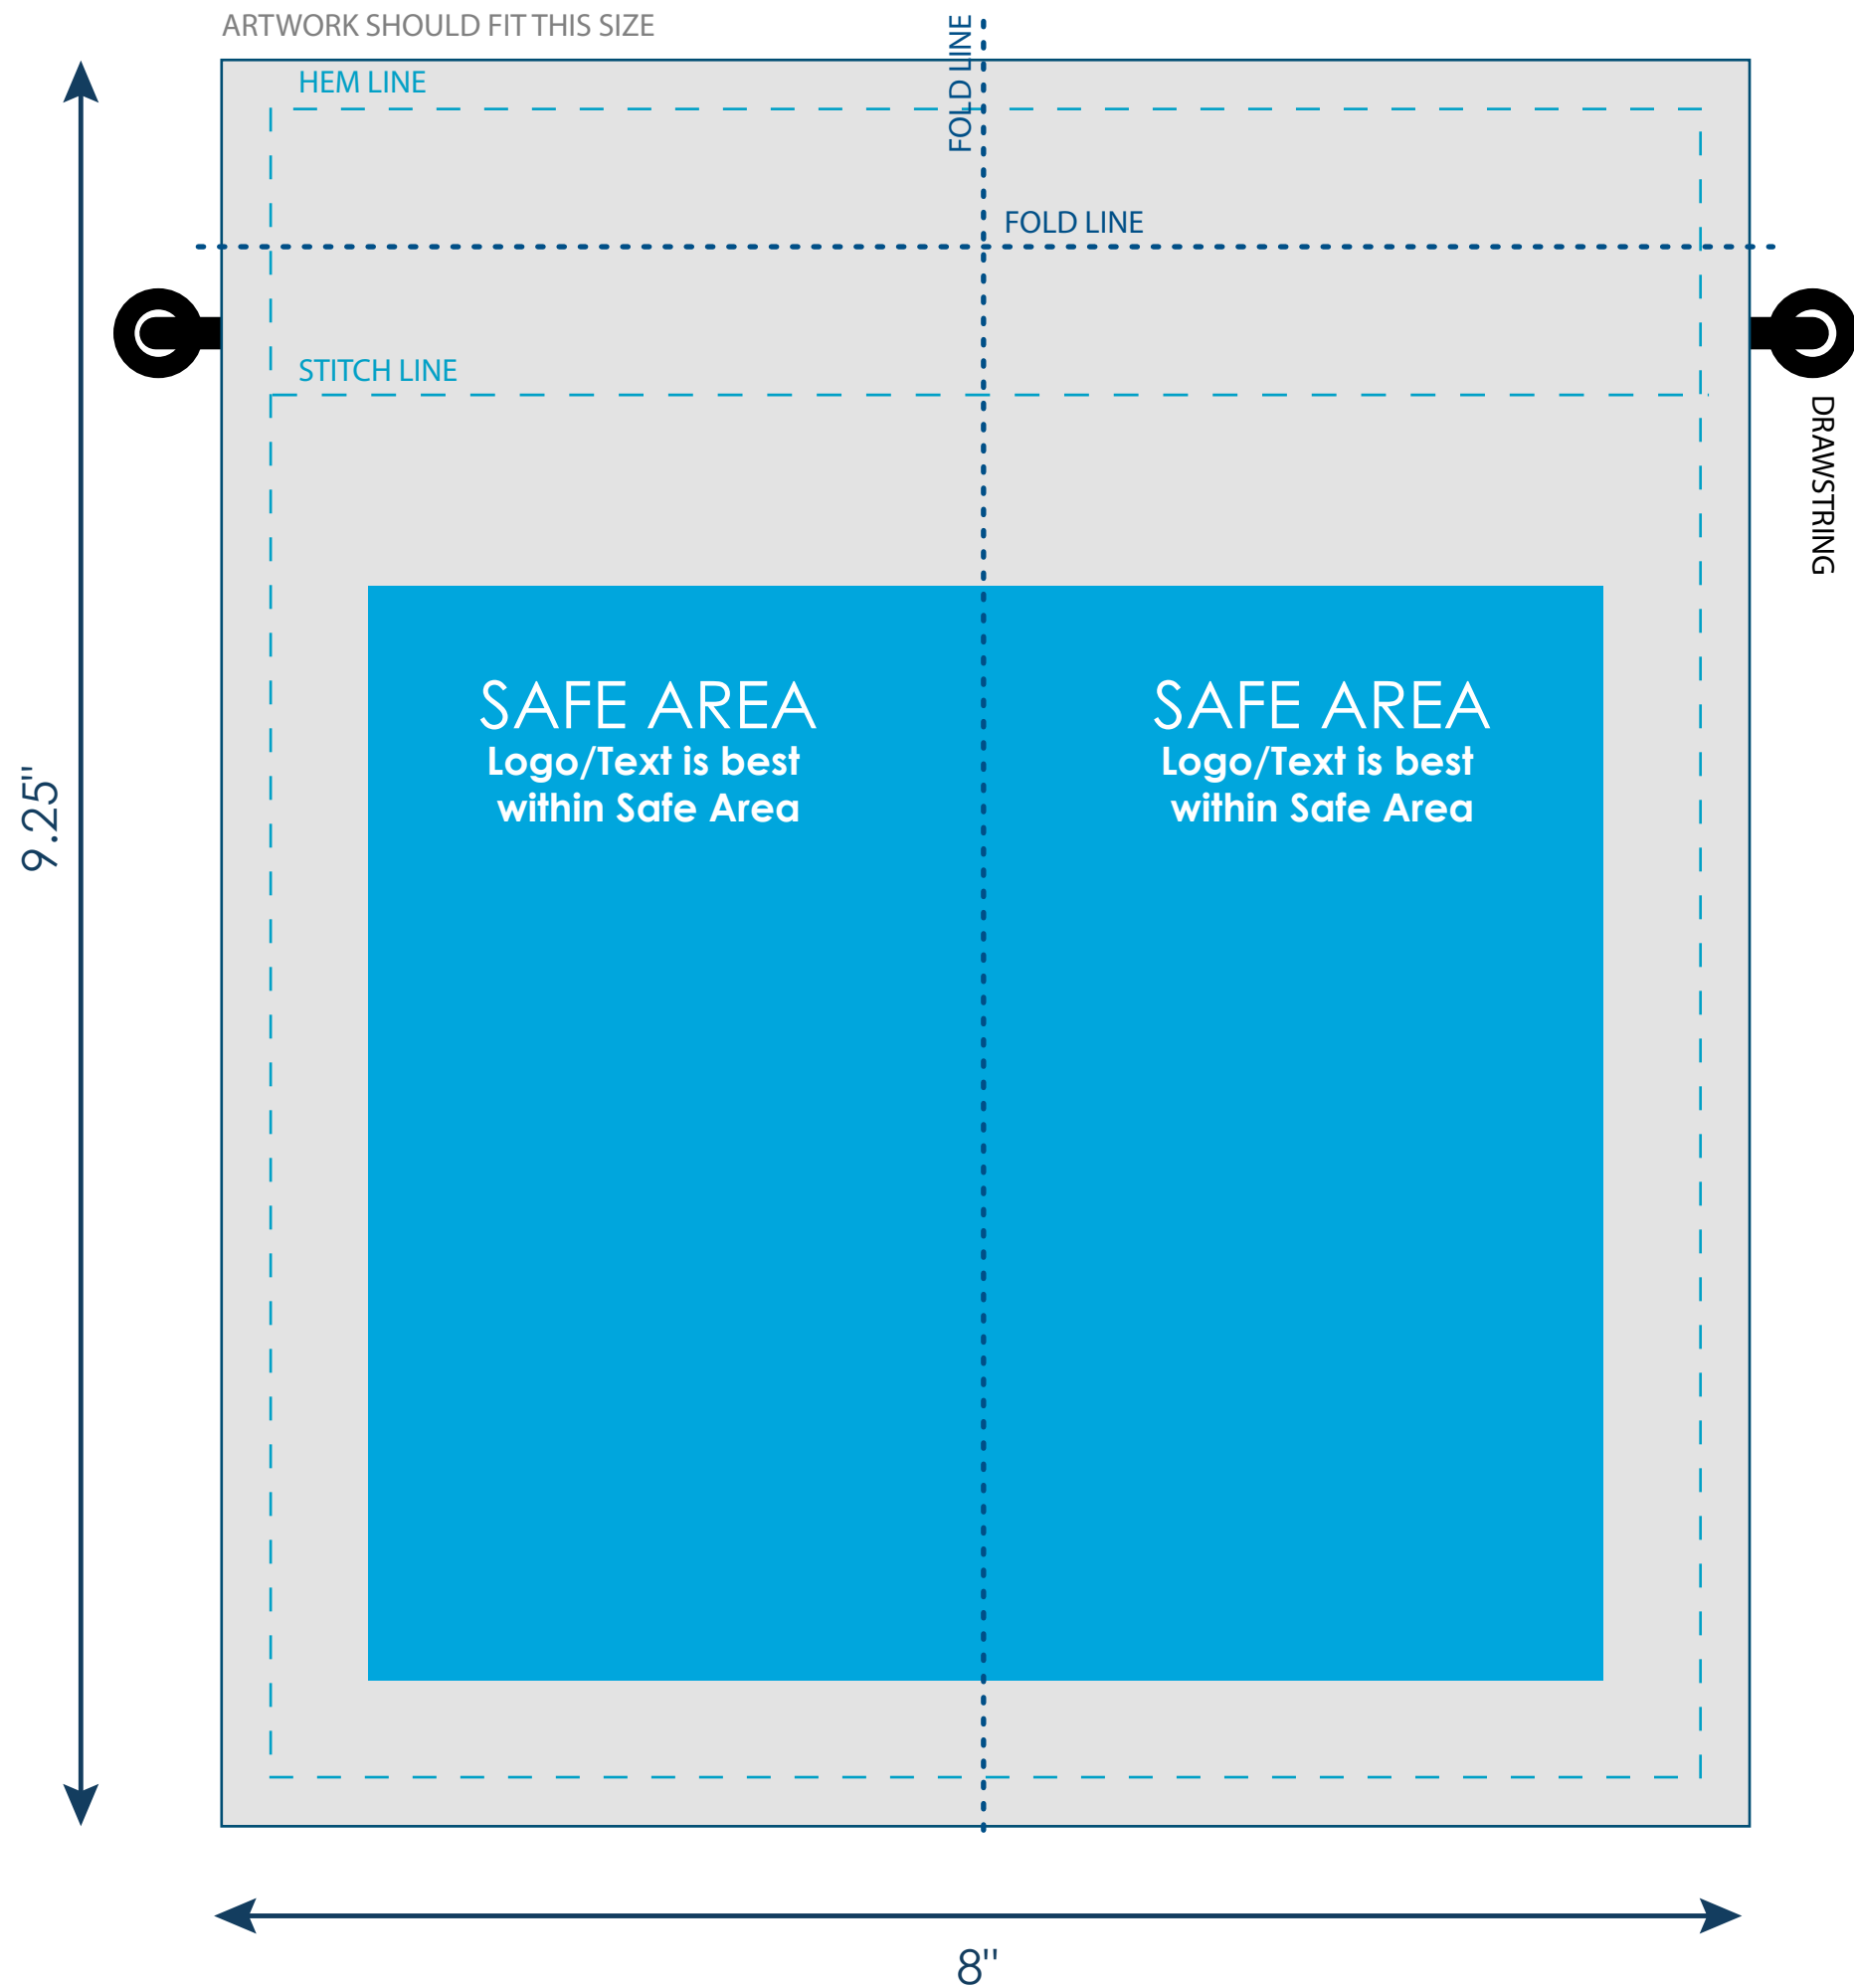 ARTWORK SHOULD FIT THIS SIZE
FOLD LINE
HEM LINE
FOLD LINE
STITCH LINE
DRAWSTRING
SAFE AREA
Logo/Text is best
within Safe Area
SAFE AREA
Logo/Text is best
within Safe Area
9.25"
8"